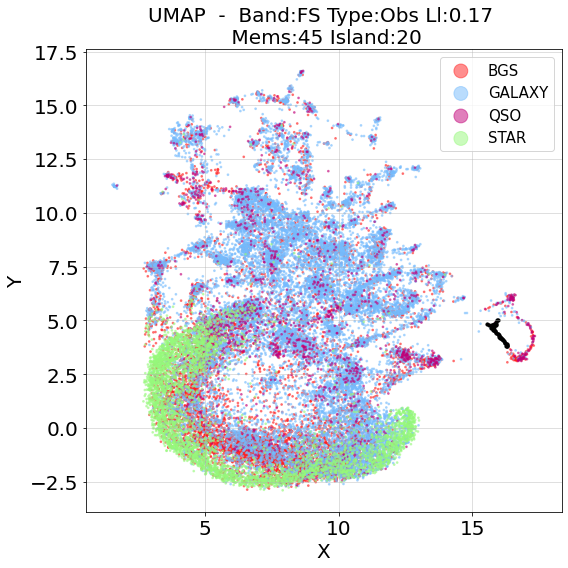 UMAP  -  Band:FS Type:Obs Ll:0.17
Mems:45 Island:20
BGS
GALAXY
QSO
STAR
17.5
15.0
12.5
10.0
7.5
5.0
2.5
0.0
−2.5
Y
5
10
15
X